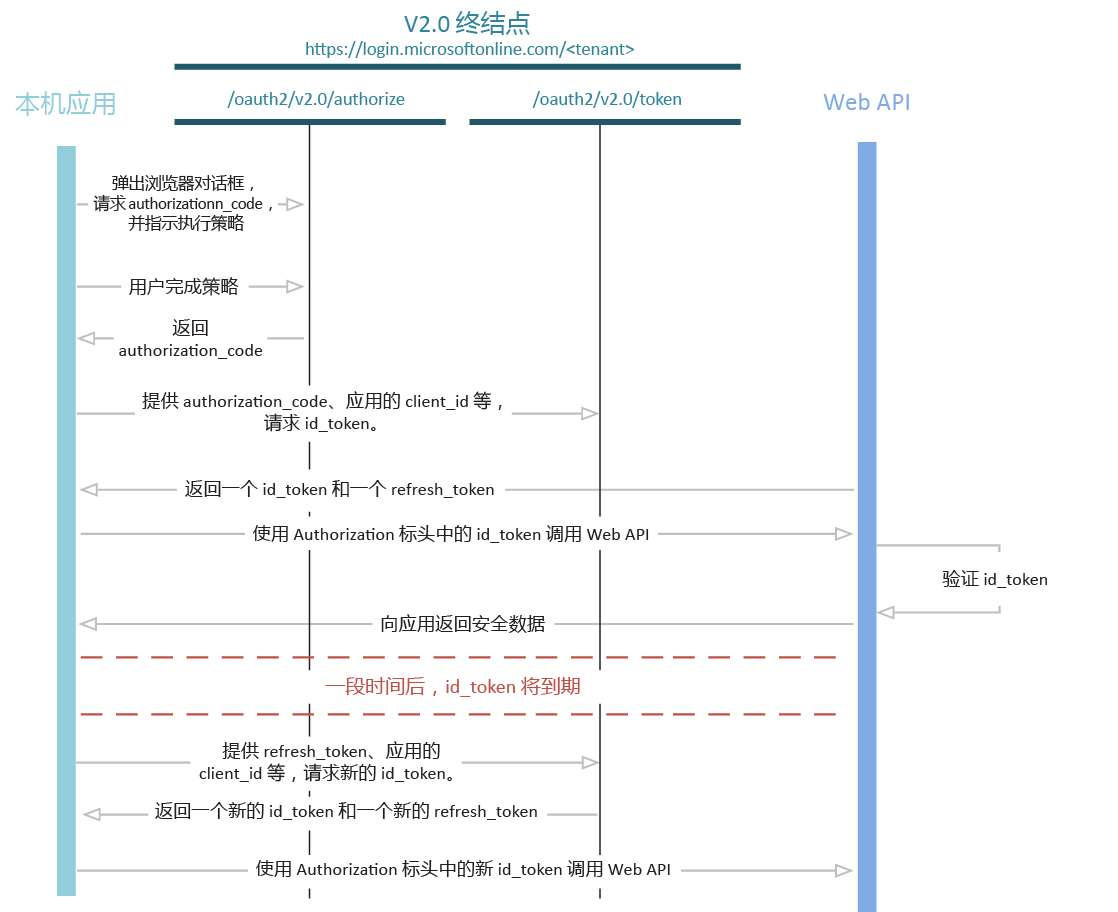 V2.0 终结点
https://login.microsoftonline.com/<tenant>
本机应用
/oauth2/v2.0/authorize
/oauth2/v2.0/token
Web API
弹出浏览器对话框，
请求 authorizationn_code，
并指示执行策略
用户完成策略
返回
authorization_code
提供 authorization_code、应用的 client_id 等，
请求 id_token。
返回一个 id_token 和一个 refresh_token
使用 Authorization 标头中的 id_token 调用 Web API
验证 id_token
向应用返回安全数据
一段时间后，id_token 将到期
提供 refresh_token、应用的
client_id 等，请求新的 id_token。
返回一个新的 id_token 和一个新的 refresh_token
使用 Authorization 标头中的新 id_token 调用 Web API